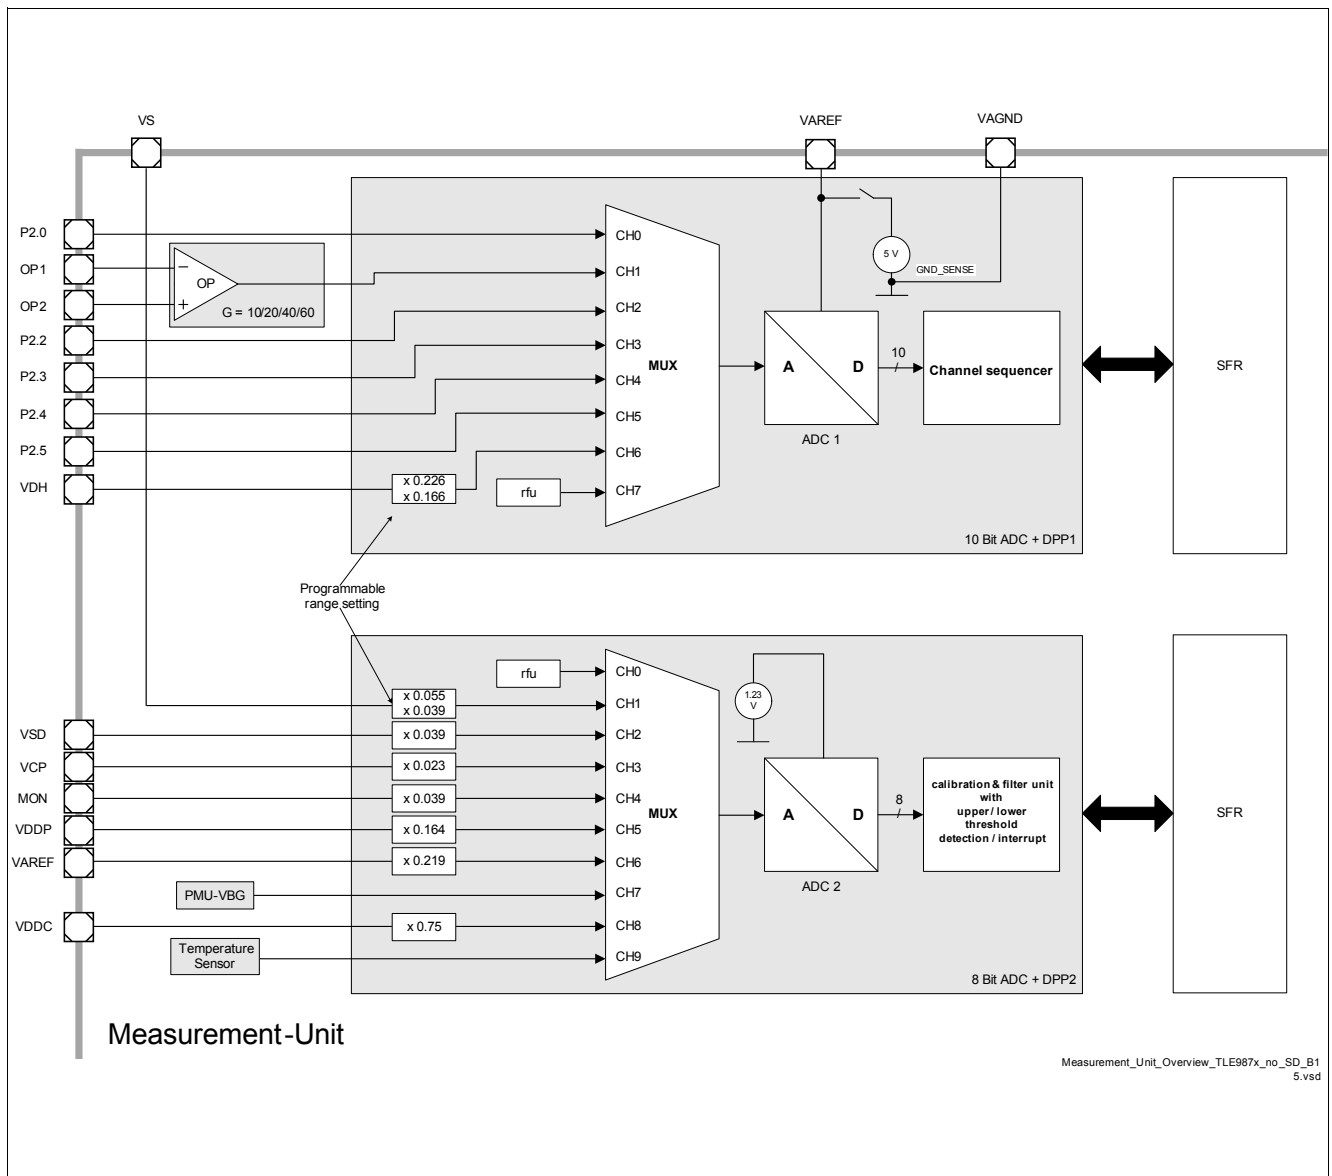 VS
VAREF
VAGND
P2.0
OP1
OP2
P2.2
P2.3
P2.4
P2.5
VDH
−
OP
+
G = 10/20/40/60
x 0.226
x 0.166
rfu
CH0
CH1
CH2
CH3
CH4
CH5
CH6
CH7
MUX
5 V
GND_SENSE
A
D
ADC 1
10
Channel sequencer
10 Bit ADC + DPP1
SFR
Programmable
range setting
VSD
VCP
MON
VDDP
VAREF
VDDC
PMU-VBG
Temperature
Sensor
rfu
x 0.055
x 0.039
x 0.039
x 0.023
x 0.039
x 0.164
x 0.219
x 0.75
CH0
CH1
CH2
CH3
CH4
CH5
CH6
CH7
CH8
CH9
MUX
1.23
V
A
D
ADC 2
8
calibration & filter unit
with
upper / lower
threshold
detection / interrupt
8 Bit ADC + DPP2
SFR
Measurement-Unit
Measurement_Unit_Overview_TLE987x_no_SD_B1
5.vsd